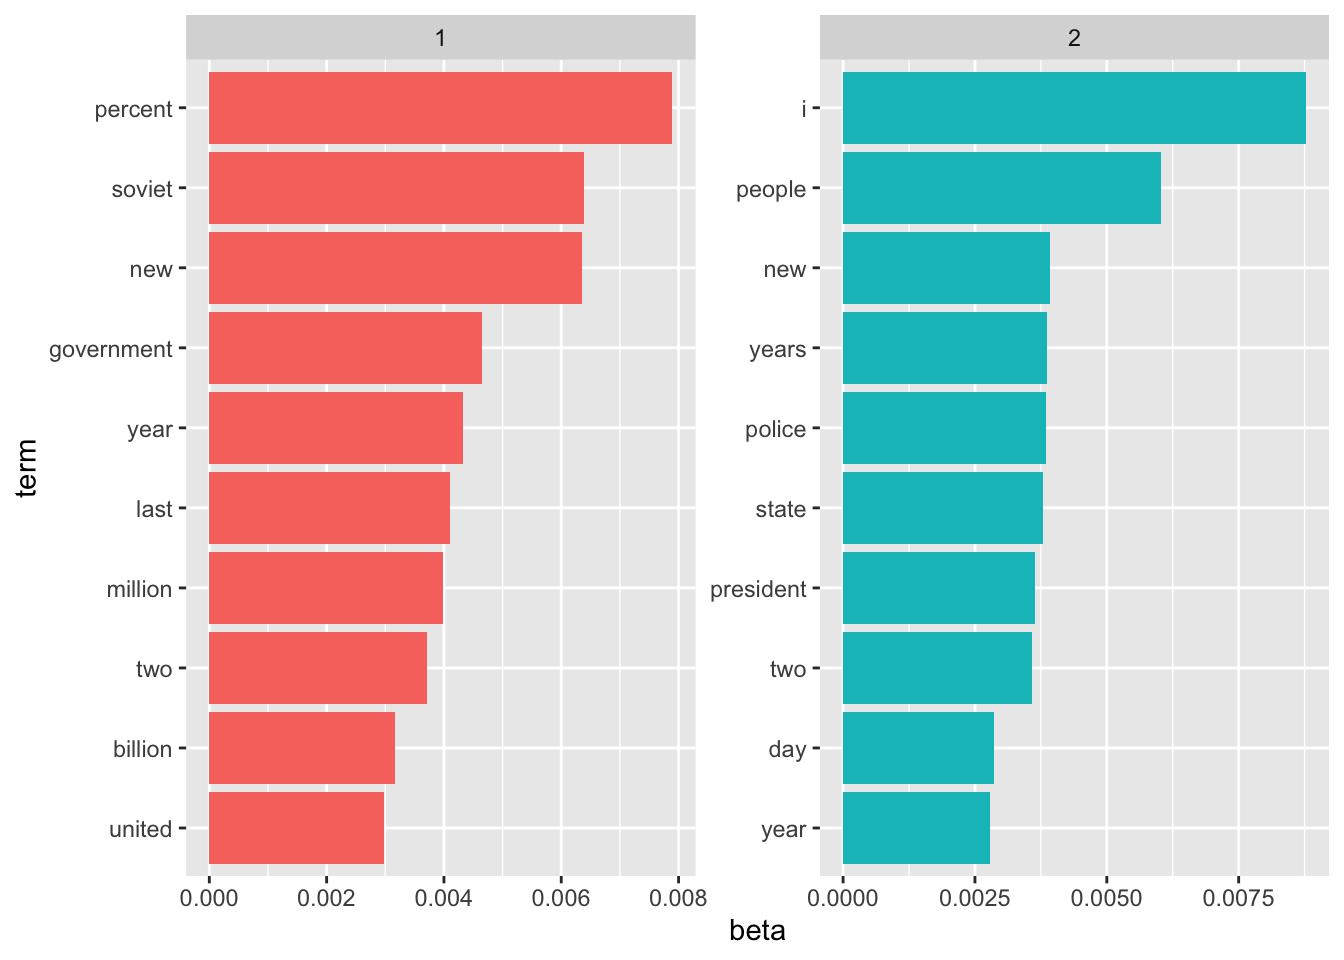 1
percent
soviet
new
government
year
last
million
two
billion
united
0.000 0.002 0.004 0.006 0.008
2
i
people
new
years
police
state
president
two
day
year
0.0000 0.0025 0.0050 0.0075
term
beta